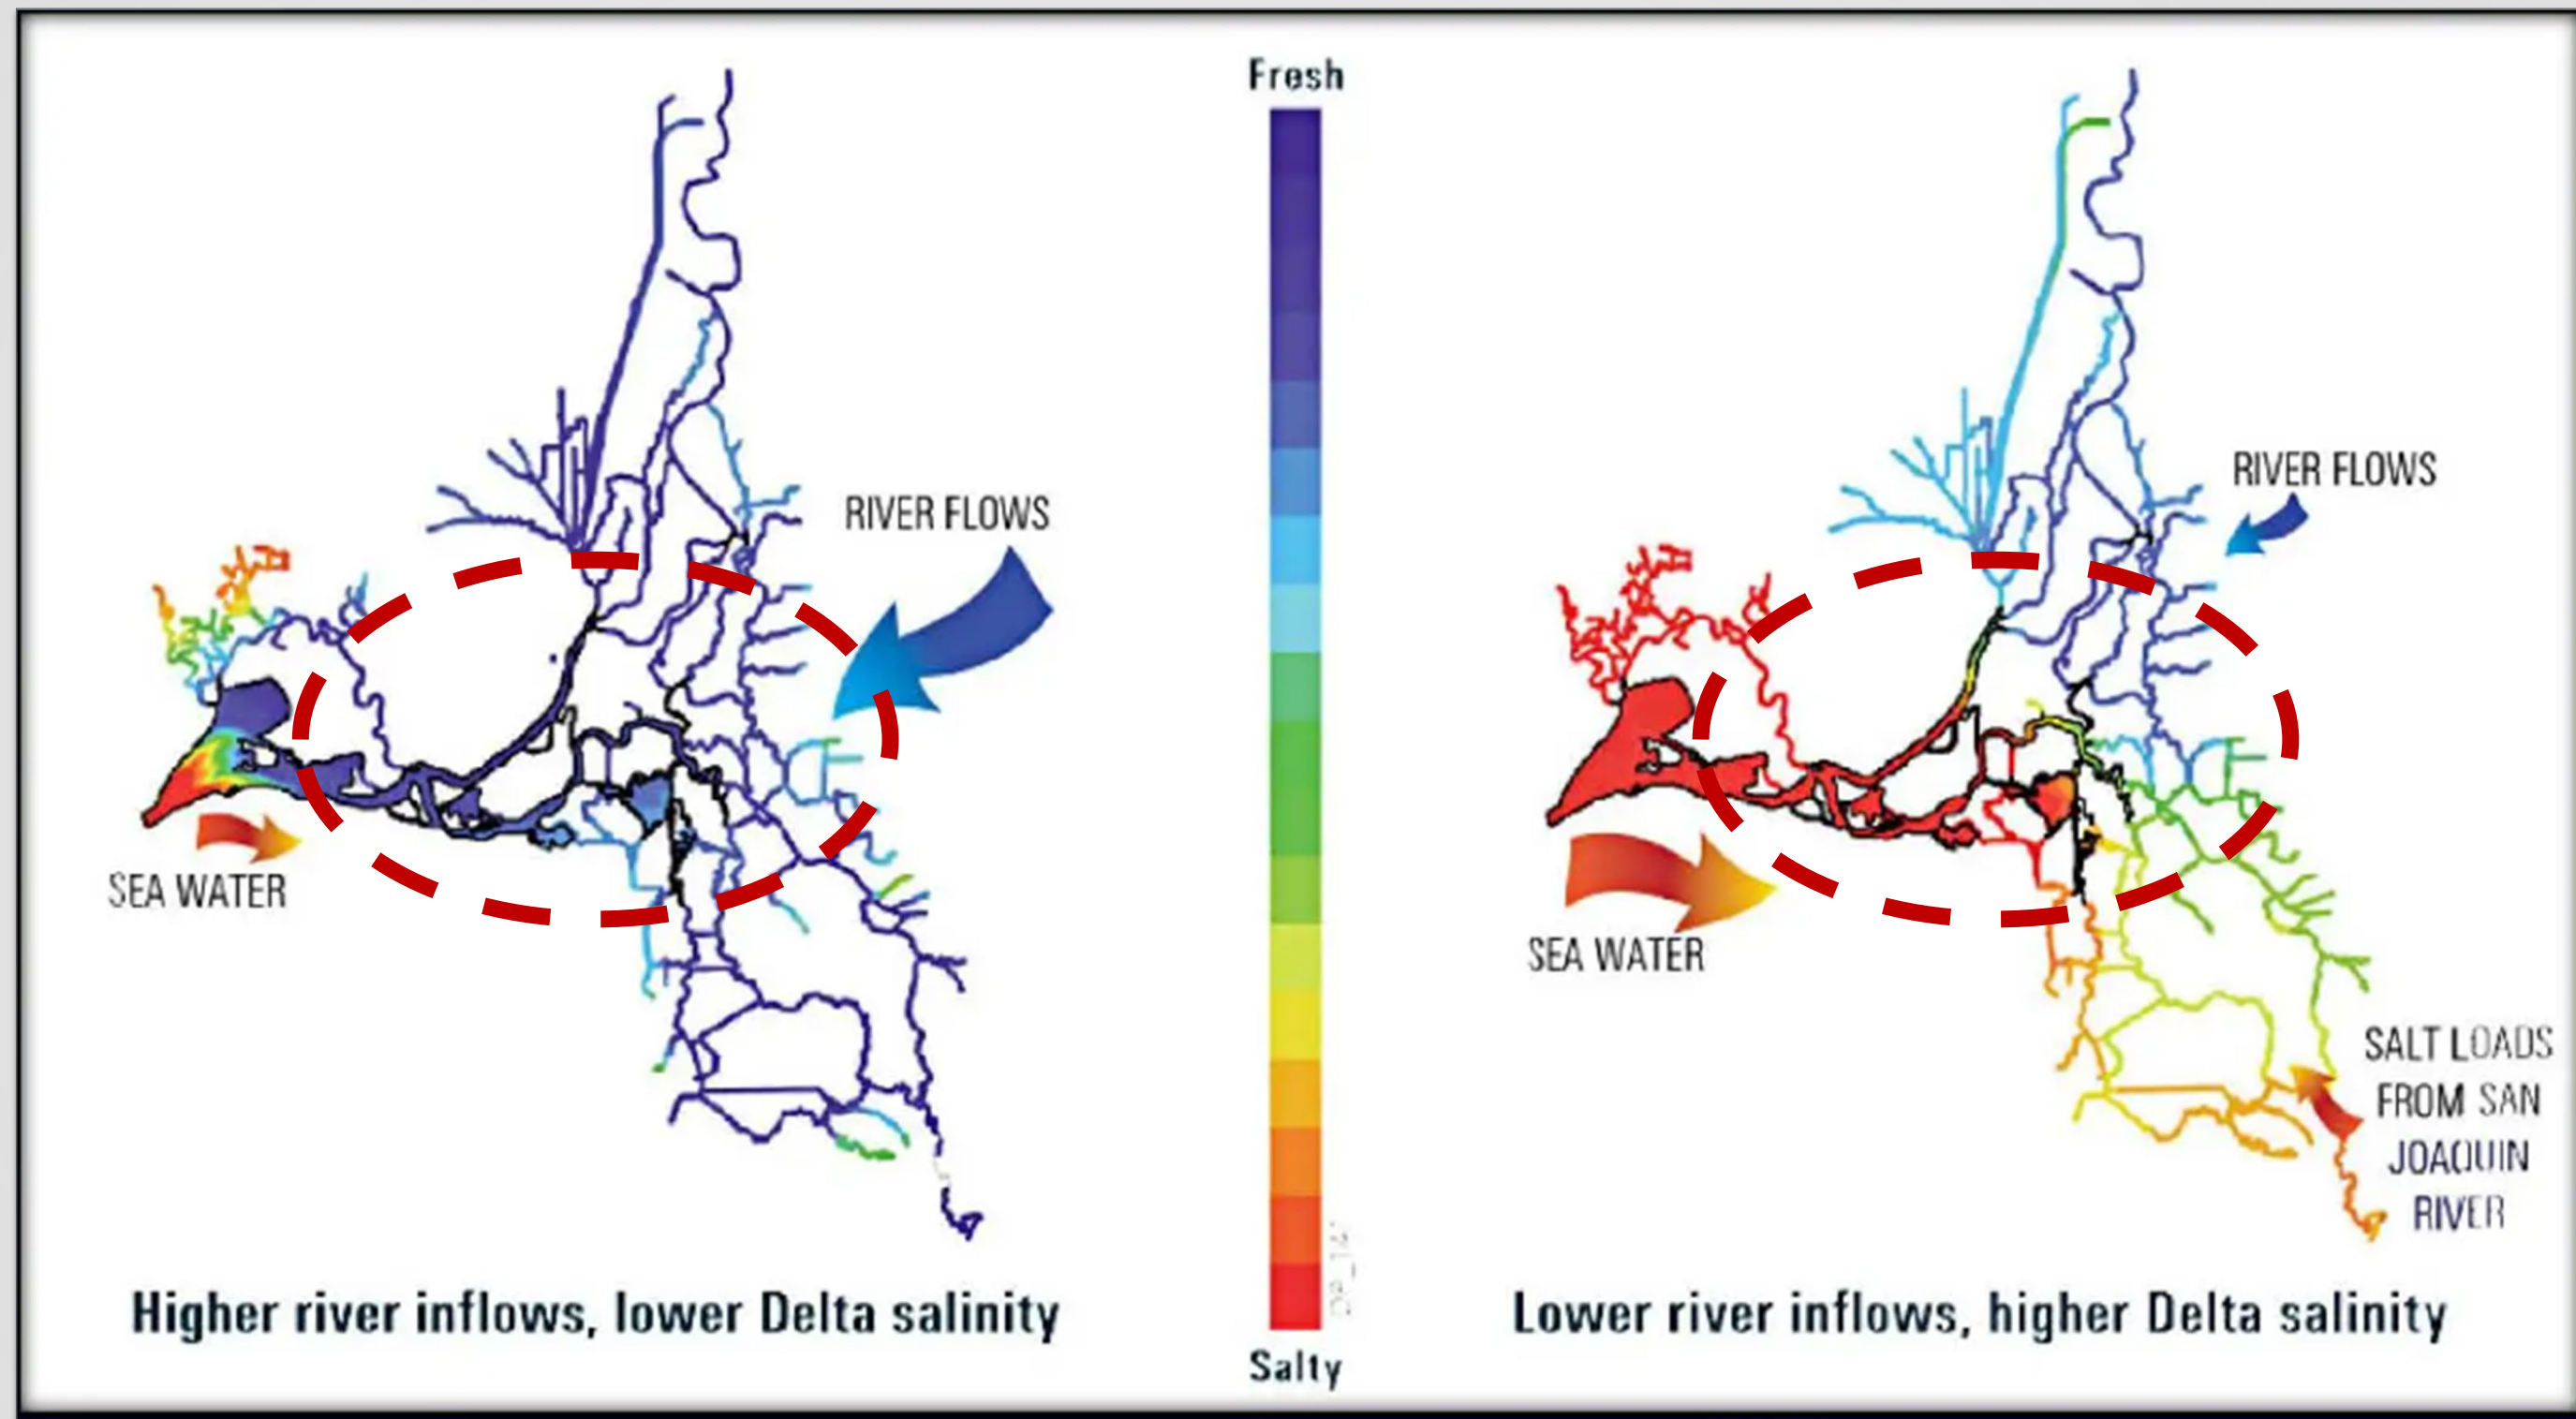 Fresh
RIVER FLOWS
SEA WATER
Higher river inflows, lower Delta salinity
Salty
RIVER FLOWS
SEA WATER
SALT LOADS
FROM SAN
JOAQUIN
RIVER
Lower river inflows, higher Delta salinity